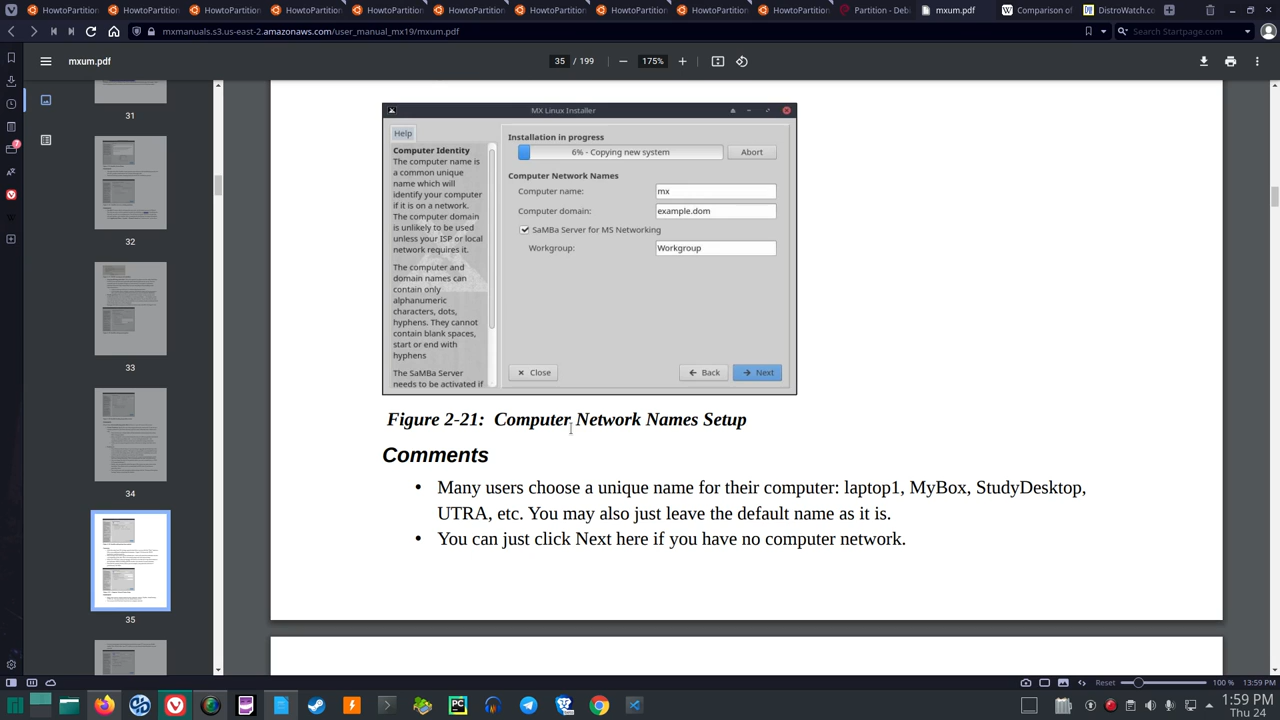 HowtoPartition
HowtoPartition
HowtoPartition
HowtoPartition
HowtoPartition
HowtoPartition
HowtoPartition
HowtoPartition
HowtoPartition
HowtoPartition
Partition - Deb
mxum.pdf
Comparison of
DistroWatch.co
mxmanuals.s3.us-east-2.amazonaws.com/user_manual_mx19/mxum.pdf
Search Startpage.com
mxum.pdf
35 / 199
175%
31
32
33
34
35
MX Linux Installer
Help
Computer Identity
The computer name is
a common unique
name which will
identify your computer
if it is on a network.
The computer domain
is unlikely to be used
unless your ISP or local
network requires it.
The computer and
domain names can
contain only
alphanumeric
characters, dots,
hyphens. They cannot
contain blank spaces,
start or end with
hyphens
The SaMBa Server
needs to be activated if
Installation in progress
6% - Copying new system
Abort
Computer Network Names
Computer name:
mx
Computer domain:
example.dom
SaMBa Server for MS Networking
Workgroup:
Workgroup
Close
Back
Next
Figure 2-21: Computer Network Names Setup
Comments
• Many users choose a unique name for their computer: laptop1, MyBox, StudyDesktop,
UTRA, etc. You may also just leave the default name as it is.
• You can just click Next here if you have no computer network.
Reset
100 %
13:59 PM
1:59 PM
Thu 24